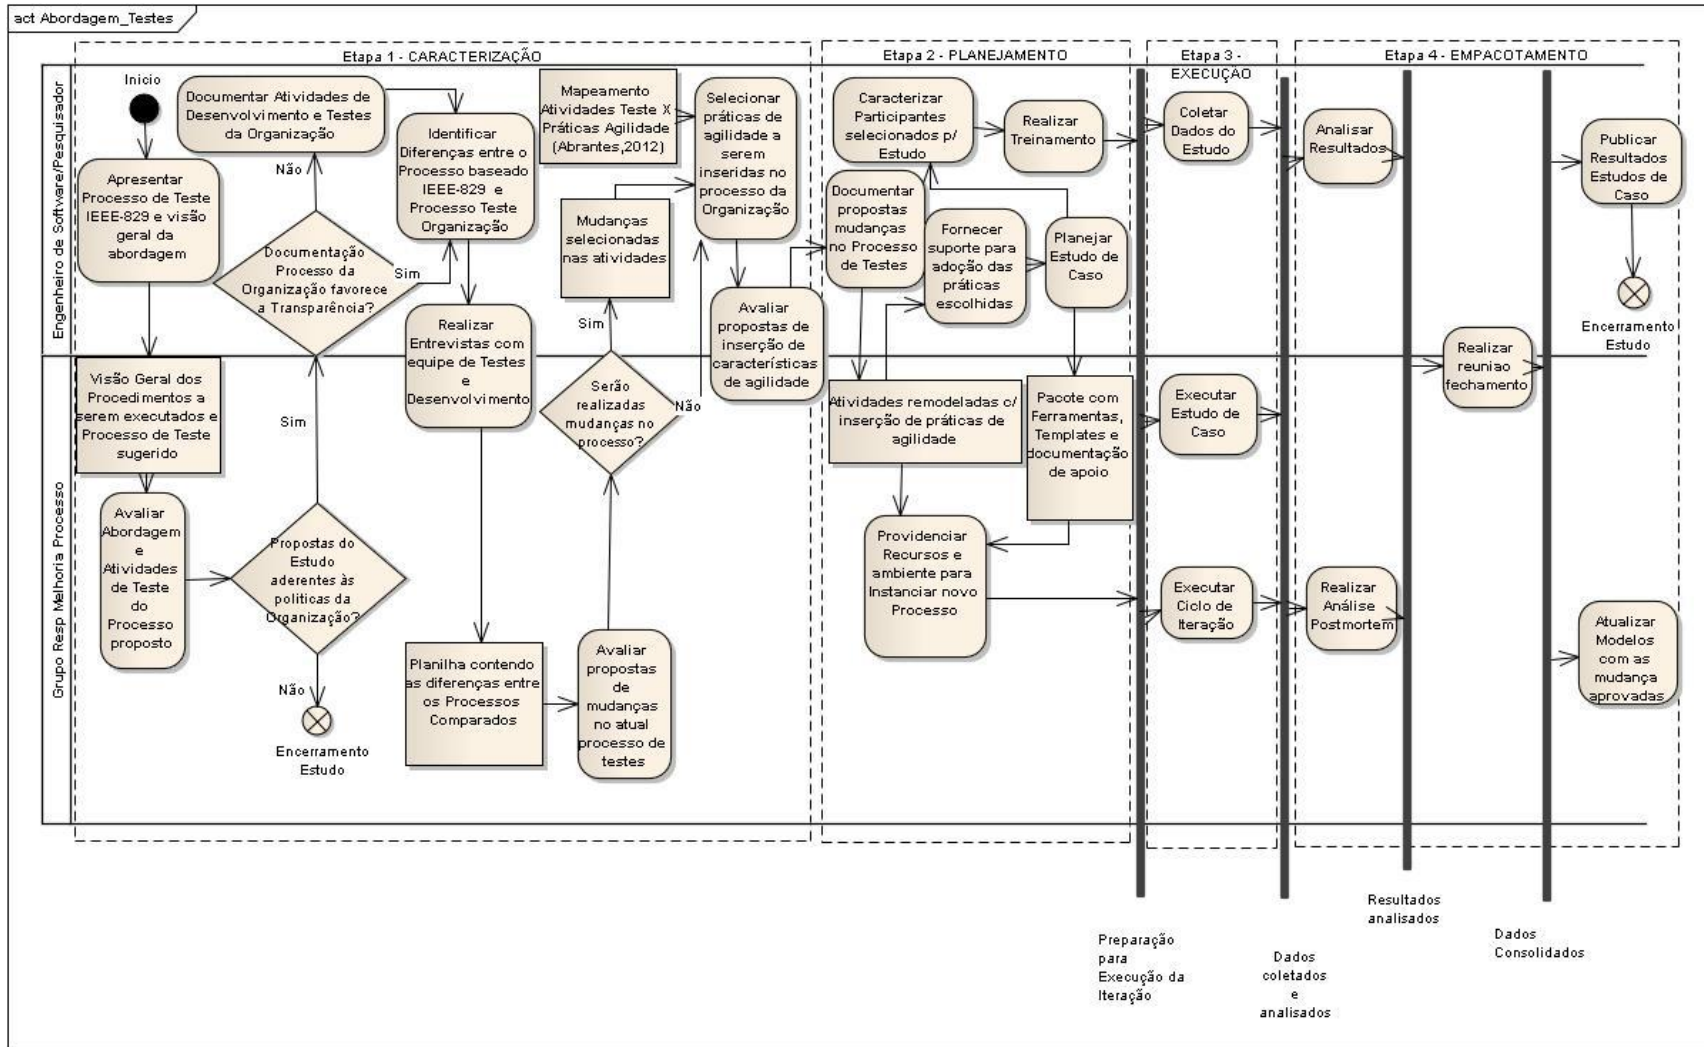 act Abordagem_Testes
Etapa 1 - CARACTERIZAÇÃO
Etapa 2 - PLANEJAMENTO
Etapa 3 -
EXECUÇÃO
Etapa 4 - EMPACOTAMENTO
Engenheiro de Software/Pesquisador
Grupo Resp Melhoria Processo
Inicio
Apresentar
Processo de Teste
IEEE-829 e visão
geral da
abordagem
Documentar Atividades de
Desenvolvimento e Testes
da Organização
Não
Documentação
Processo da
Organização favorece
a Transparência?
Sim
Identificar
Diferenças entre o
Processo baseado
IEEE-829 e
Processo Teste
Organização
Realizar
Entrevistas com
equipe de Testes
e
Desenvolvimento
Mapeamento
Atividades Teste X
Práticas Agilidade
(Abrantes,2012)
Mudanças
selecionadas
nas atividades
Sim
Selecionar
práticas de
agilidade a
serem
inseridas no
processo da
Organização
Avaliar
propostas de
inserção de
características
de agilidade
Serão
realizadas
mudanças no
processo?
Não
Visão Geral dos
Procedimentos a
serem executados e
Processo de Teste
sugerido
Sim
Avaliar
Abordagem
e
Atividades
de Teste
do
Processo
proposto
Propostas do
Estudo
aderentes às
politicas da
Organização?
Não
Encerramento
Estudo
Planilha contendo
as diferenças entre
os Processos
Comparados
Avaliar
propostas
de
mudanças
no atual
processo de
testes
Caracterizar
Participantes
selecionados p/
Estudo
Realizar
Treinamento
Documentar
propostas
mudanças
no Processo
de Testes
Fornecer
suporte para
adoção das
práticas
escolhidas
Planejar
Estudo de
Caso
Atividades remodeladas c/
inserção de práticas de
agilidade
Pacote com
Ferramentas,
Templates e
documentação
de apoio
Providenciar
Recursos e
ambiente para
Instanciar novo
Processo
Coletar
Dados do
Estudo
Executar
Estudo de
Caso
Executar
Ciclo de
Iteração
Analisar
Resultados
Realizar
Análise
Postmortem
Realizar
reuniao
fechamento
Publicar
Resultados
Estudos de
Caso
Encerramento
Estudo
Atualizar
Modelos
com as
mudança
aprovadas
Preparação
para
Execução da
Iteração
Dados
coletados
e
analisados
Resultados
analisados
Dados
Consolidados